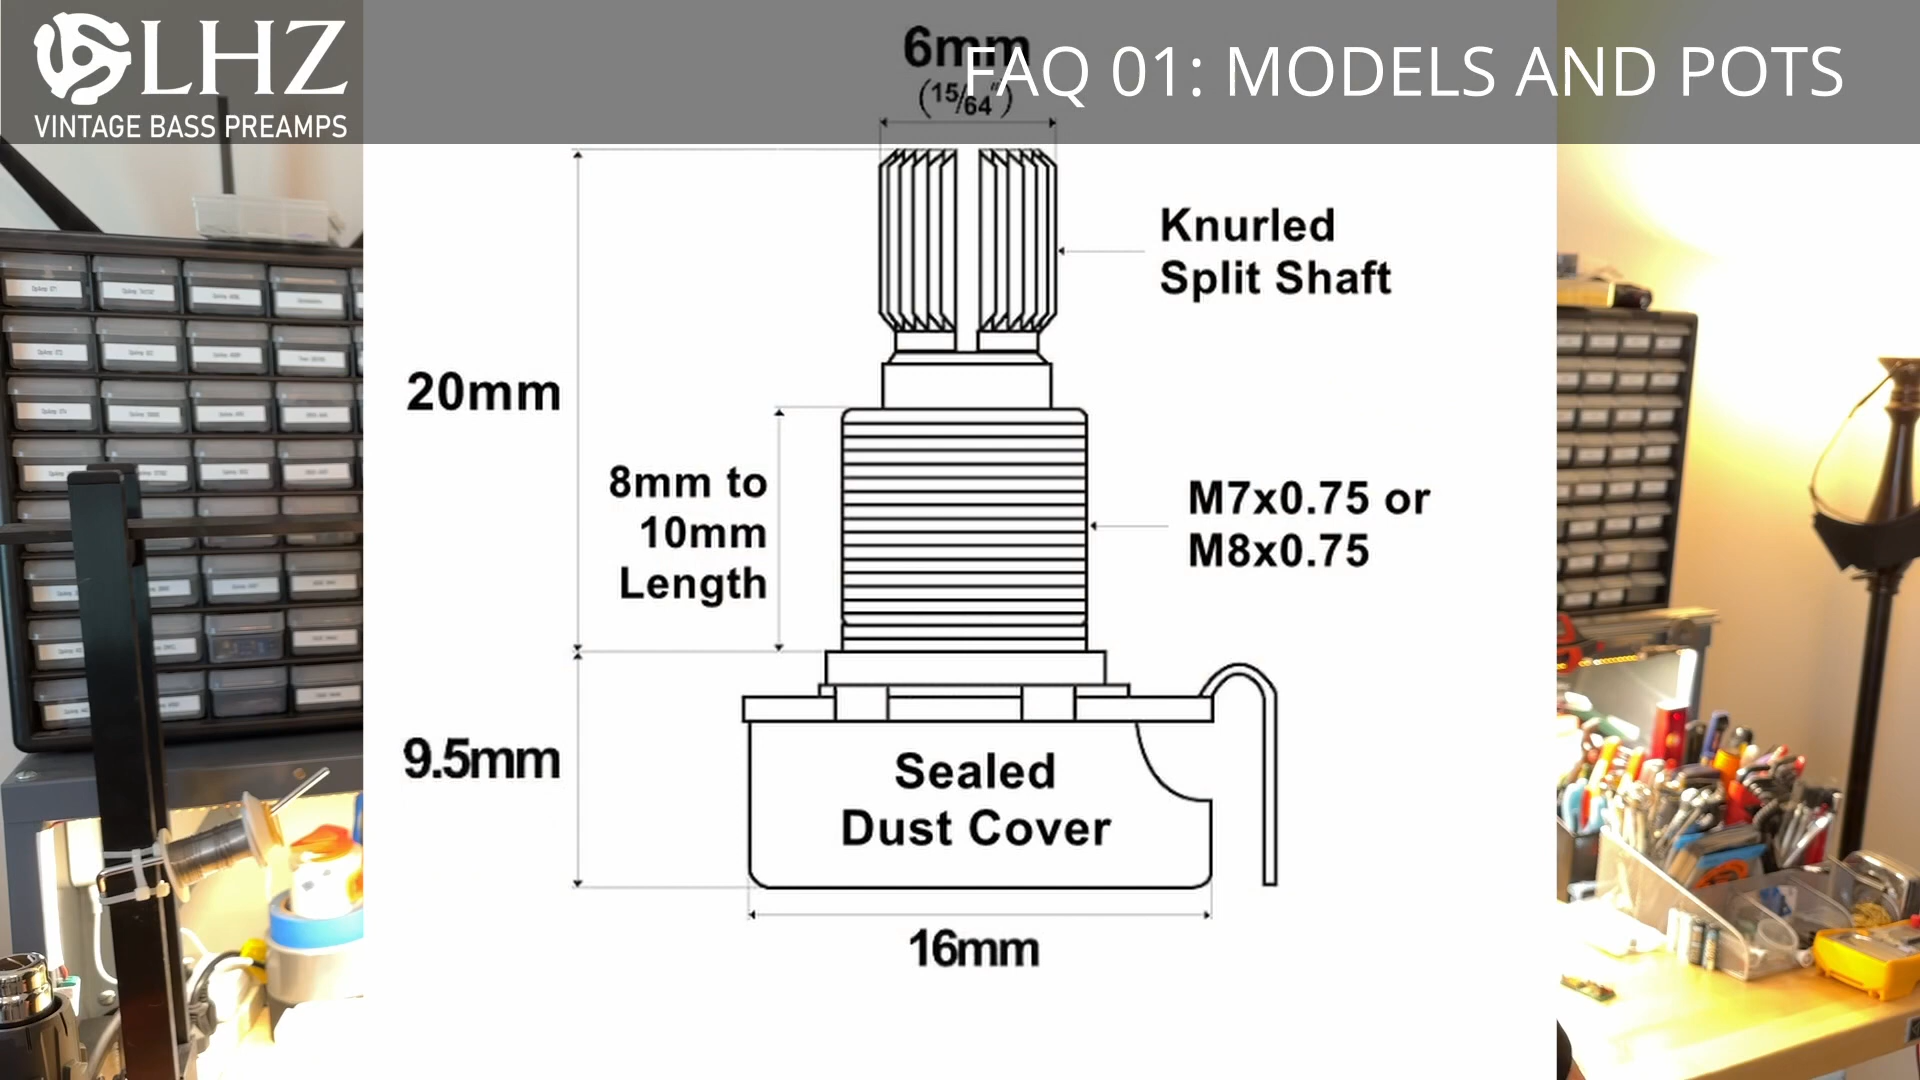 LHZ
VINTAGE BASS PREAMPS
FAQ 01: MODELS AND POTS
6mm
(15/64")
Knurled
Split Shaft
20mm
8mm to
10mm
Length
M7x0.75 or
M8x0.75
9.5mm
Sealed
Dust Cover
16mm